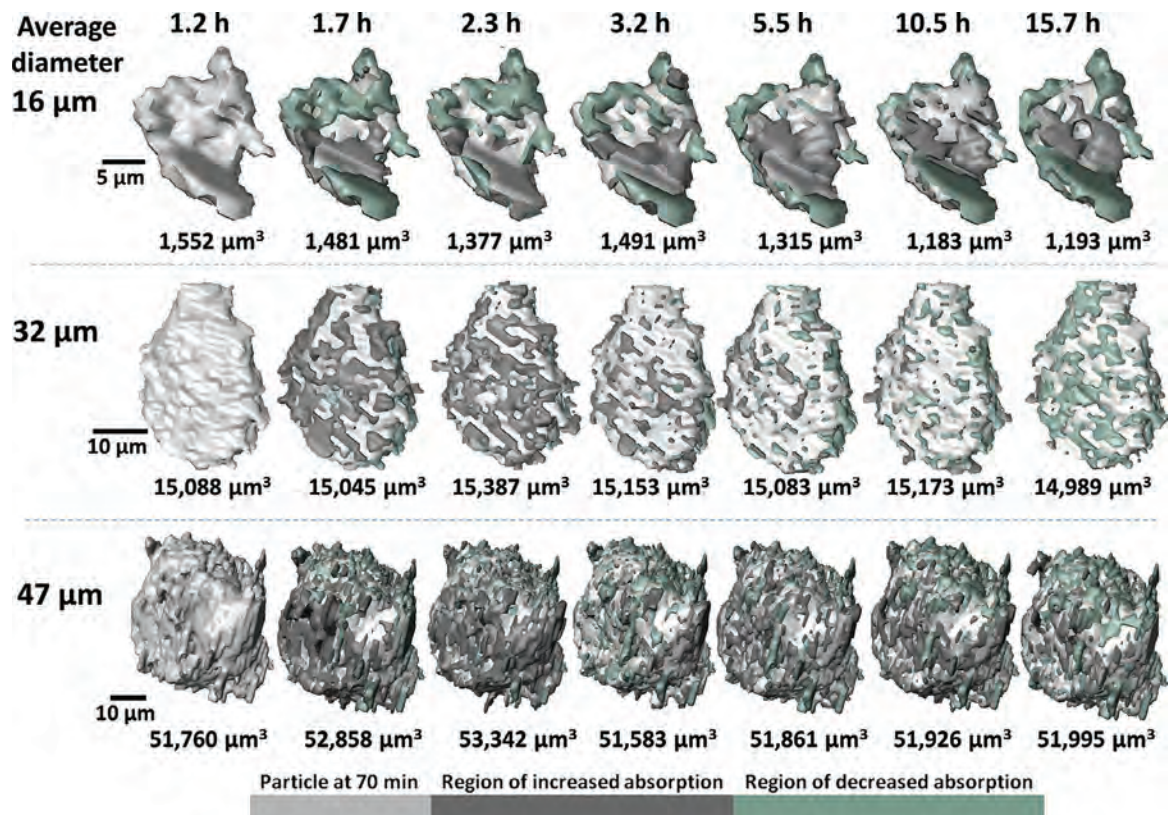 Average diameter
1.2 h 1.7 h 2.3 h 3.2 h 5.5 h 10.5 h 15.7 h
16 µm
5 µm
1,552 µm³ 1,481 µm³ 1,377 µm³ 1,491 µm³ 1,315 µm³ 1,183 µm³ 1,193 µm³
32 µm
10 µm
15,088 µm³ 15,045 µm³ 15,387 µm³ 15,153 µm³ 15,083 µm³ 15,173 µm³ 14,989 µm³
47 µm
10 µm
51,760 µm³ 52,858 µm³ 53,342 µm³ 51,583 µm³ 51,861 µm³ 51,926 µm³ 51,995 µm³
Particle at 70 min Region of increased absorption Region of decreased absorption